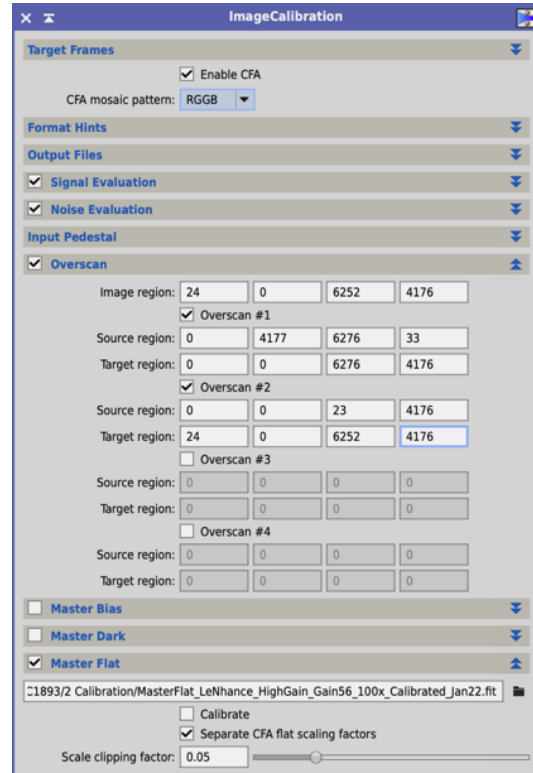 ImageCalibration
Target Frames
Enable CFA
CFA mosaic pattern: RGGB
Format Hints
Output Files
Signal Evaluation
Noise Evaluation
Input Pedestal
Overscan
Image region: 24 0 6252 4176
Overscan #1
Source region: 0 4177 6276 33
Target region: 0 0 6276 4176
Overscan #2
Source region: 0 0 23 4176
Target region: 24 0 6252 4176
Overscan #3
Source region: 0 0 0 0
Target region: 0 0 0 0
Overscan #4
Source region: 0 0 0 0
Target region: 0 0 0 0
Master Bias
Master Dark
Master Flat
1893/2 Calibration/MasterFlat_LeNhance_HighGain_Gain56_100x_Calibrated_Jan22.fit
Calibrate
Separate CFA flat scaling factors
Scale clipping factor: 0.05